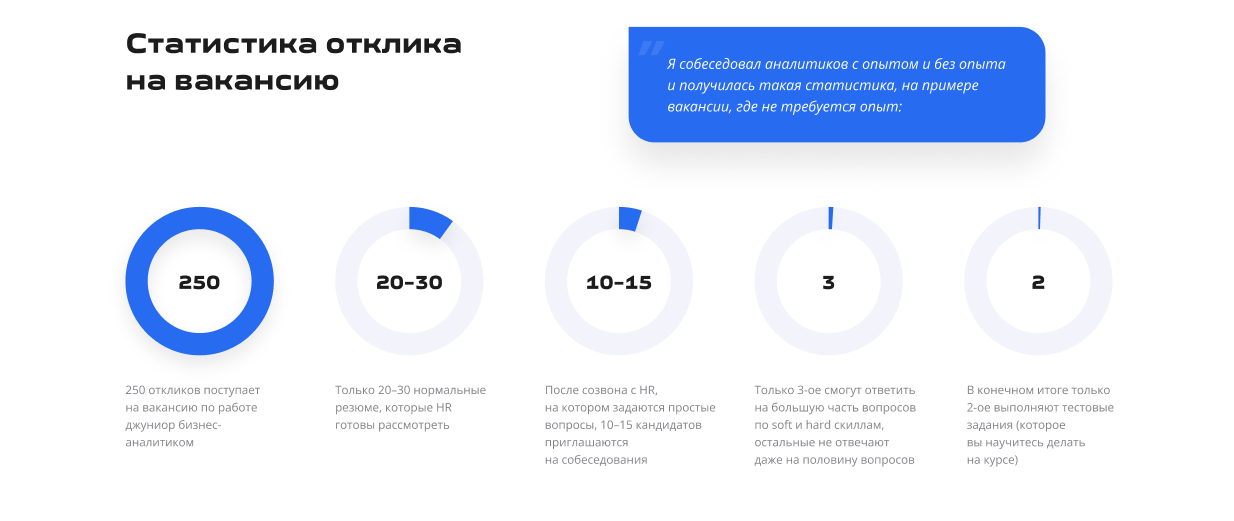 Статистика отклика
на вакансию
Я собеседовал аналитиков с опытом и без опыта
и получилась такая статистика, на примере
вакансии, где не требуется опыт:
250
20–30
10–15
3
2
250 откликов поступает
на вакансию по работе
джуниор бизнес-
аналитиком
Только 20–30 нормальные
резюме, которые HR
готовы рассмотреть
После созвона с HR,
на котором задаются простые
вопросы, 10–15 кандидатов
приглашаются
на собеседования
Только 3-ое смогут ответить
на большую часть вопросов
по soft и hard скиллам,
остальные не отвечают
даже на половину вопросов
В конечном итоге только
2-ое выполняют тестовые
задания (которое
вы научитесь делать
на курсе)